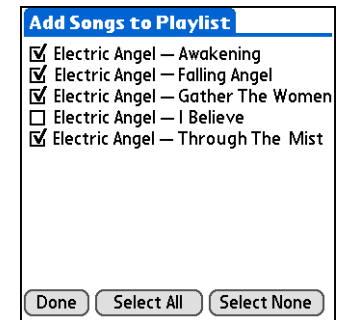 Add Songs to Playlist
Electric Angel — Awakening
Electric Angel — Falling Angel
Electric Angel — Gather The Women
Electric Angel — I Believe
Electric Angel — Through The Mist
Done Select All Select None